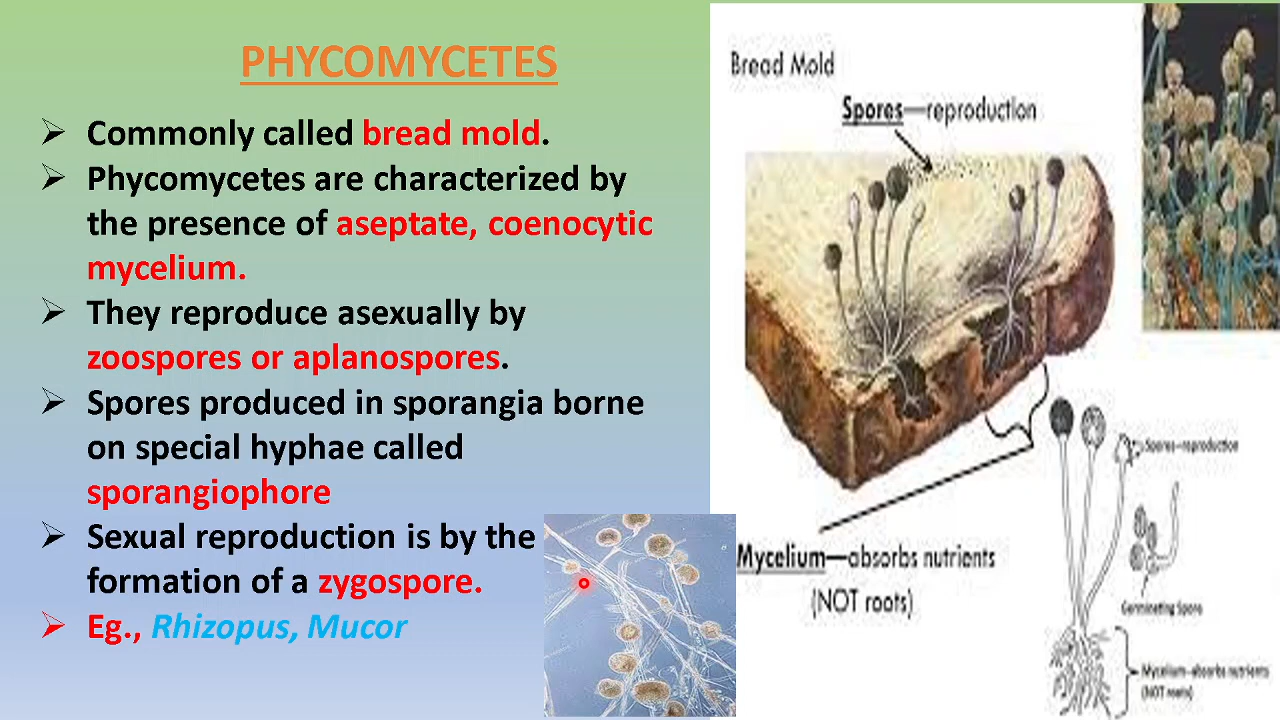 PHYCOMYCETES
➢ Commonly called bread mold.
➢ Phycomycetes are characterized by
the presence of aseptate, coenocytic
mycelium.
➢ They reproduce asexually by
zoospores or aplanospores.
➢ Spores produced in sporangia borne
on special hyphae called
sporangiophore
➢ Sexual reproduction is by the
formation of a zygospore.
➢ Eg., Rhizopus, Mucor
Bread Mold
Spores—reproduction
Mycelium—absorbs nutrients
(NOT roots)
Spores—reproduction
Germinating Spore
Mycelium—absorbs nutrients
(NOT roots)